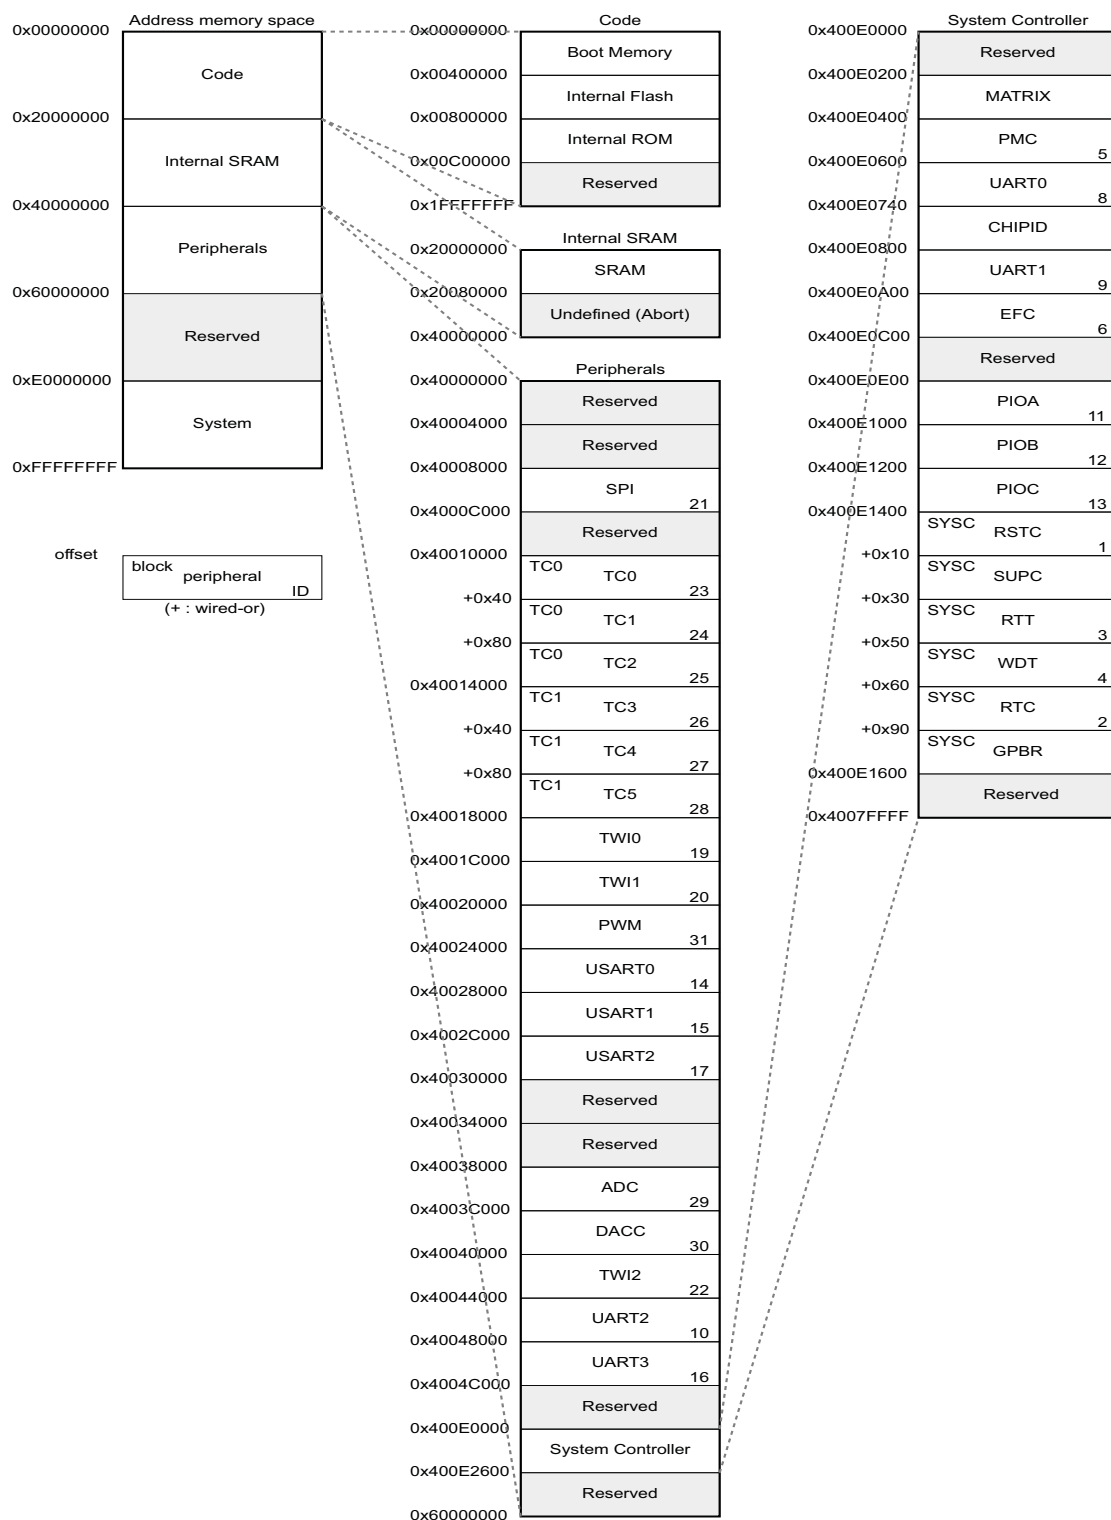 Address memory space
0x00000000
Code
0x20000000
Internal SRAM
0x40000000
Peripherals
0x60000000
Reserved
0xE0000000
System
0xFFFFFFFF
offset
block
peripheral
ID
(+ : wired-or)
Code
0x00000000
Boot Memory
0x00400000
Internal Flash
0x00800000
Internal ROM
0x00C00000
Reserved
0x1FFFFFFF
Internal SRAM
0x20000000
SRAM
0x20080000
Undefined (Abort)
0x40000000
Peripherals
0x40000000
Reserved
0x40004000
Reserved
0x40008000
SPI
21
0x4000C000
Reserved
0x40010000
TC0
TC0
23
+0x40
TC0
TC1
24
+0x80
TC0
TC2
25
0x40014000
TC1
TC3
26
+0x40
TC1
TC4
27
+0x80
TC1
TC5
28
0x40018000
TWI0
19
0x4001C000
TWI1
20
0x40020000
PWM
31
0x40024000
USART0
14
0x40028000
USART1
15
0x4002C000
USART2
17
0x40030000
Reserved
0x40034000
Reserved
0x40038000
ADC
29
0x4003C000
DACC
30
0x40040000
TWI2
22
0x40044000
UART2
10
0x40048000
UART3
16
0x4004C000
Reserved
0x400E0000
System Controller
0x400E2600
Reserved
0x60000000
System Controller
0x400E0000
Reserved
0x400E0200
MATRIX
0x400E0400
PMC
5
0x400E0600
UART0
8
0x400E0740
CHIPID
0x400E0800
UART1
9
0x400E0A00
EFC
6
0x400E0C00
Reserved
0x400E0E00
PIOA
11
0x400E1000
PIOB
12
0x400E1200
PIOC
13
0x400E1400
SYSC
RSTC
1
+0x10
SYSC
SUPC
+0x30
SYSC
RTT
3
+0x50
SYSC
WDT
4
+0x60
SYSC
RTC
2
+0x90
SYSC
GPBR
0x400E1600
Reserved
0x4007FFFF